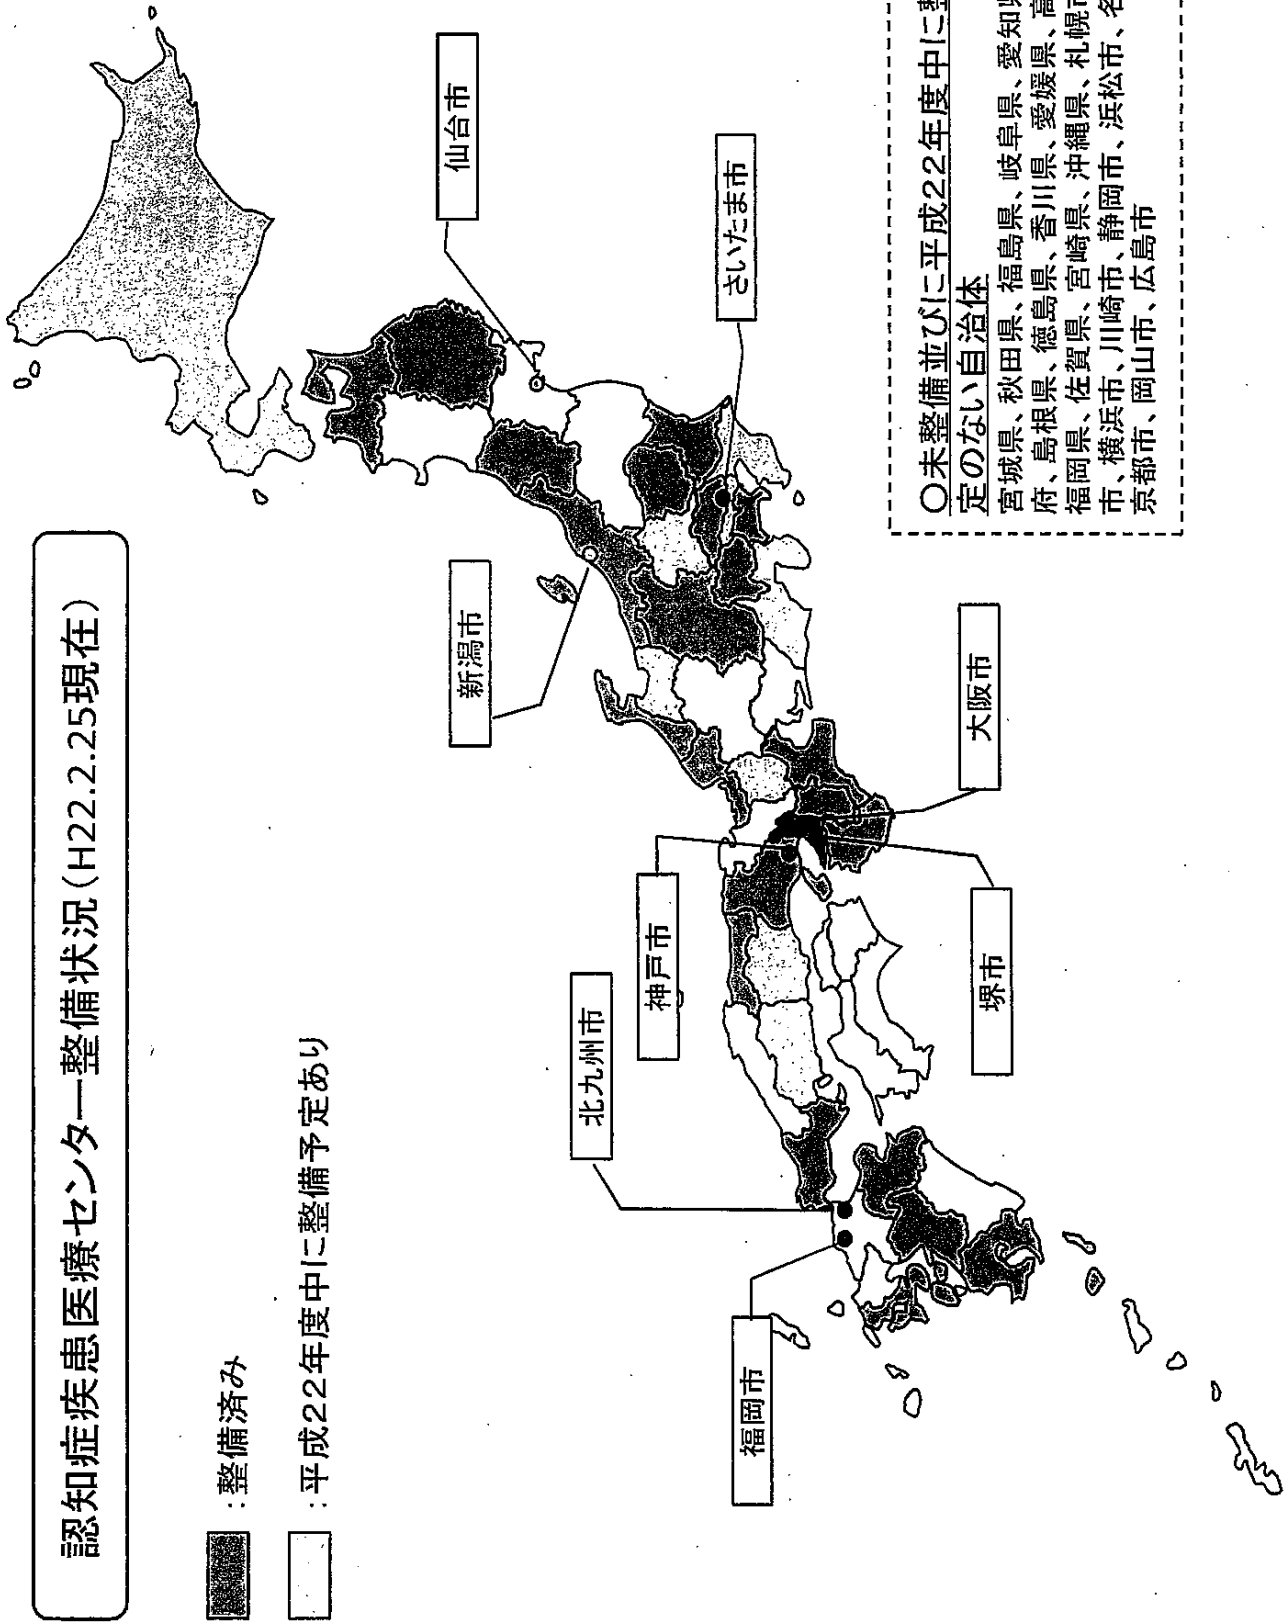 認知症疾患医療センター整備状況(H22.2.25現在)
:整備済み
:平成22年度中に整備予定あり
仙台市
さいたま市
新潟市
大阪市
神戸市
堺市
北九州市
福岡市
○未整備並びに平成22年度中に整
定のない自治体
宮城県、秋田県、福島県、岐阜県、愛知県
府、島根県、徳島県、香川県、愛媛県、高
福岡県、佐賀県、宮崎県、沖縄県、札幌市
市、横浜市、川崎市、静岡市、浜松市、名
京都市、岡山市、広島市